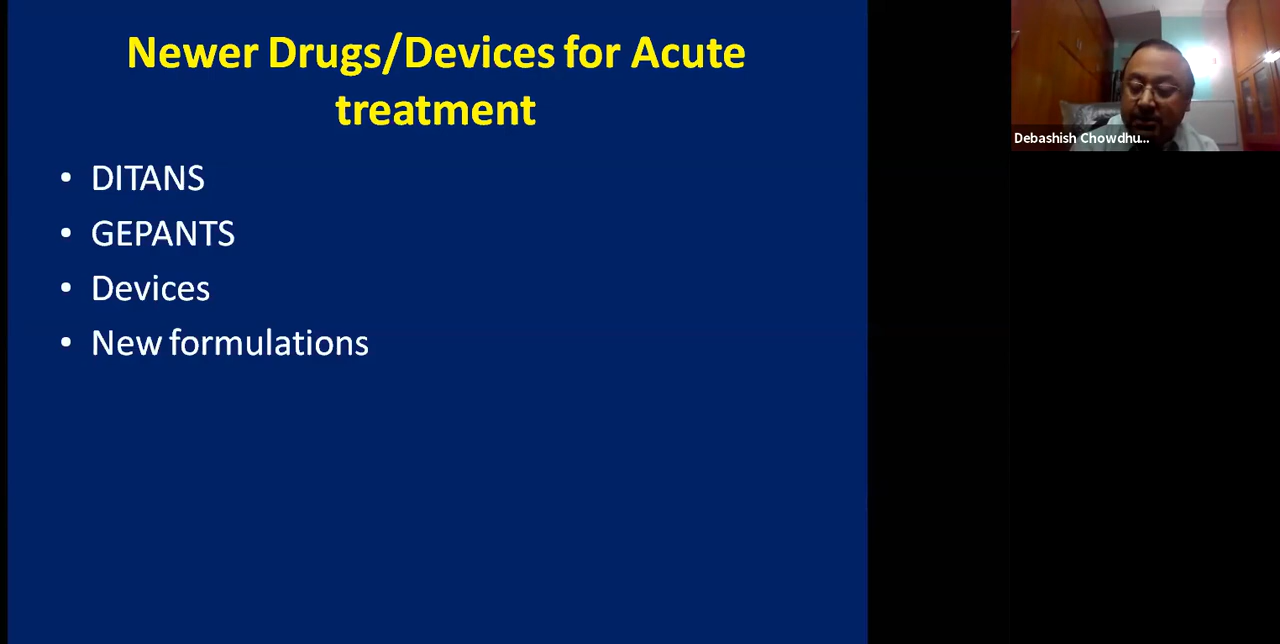 Newer Drugs/Devices for Acute
treatment
• DITANS
• GEPANTS
• Devices
• New formulations
Debashish Chowdhu...